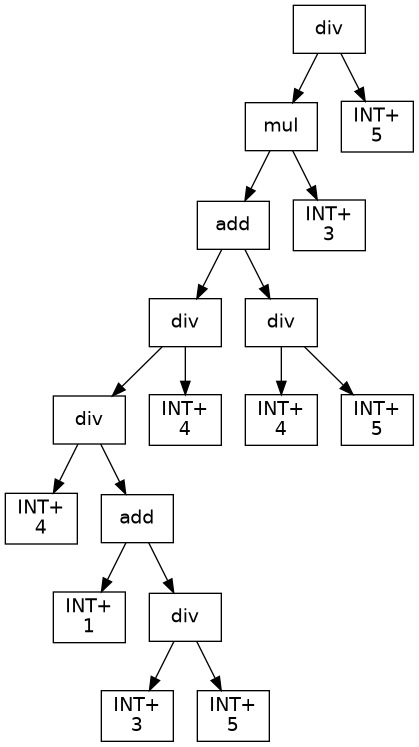 div
mul
INT+
5
add
INT+
3
div
div
div
INT+
4
INT+
4
INT+
5
INT+
4
add
INT+
1
div
INT+
3
INT+
5